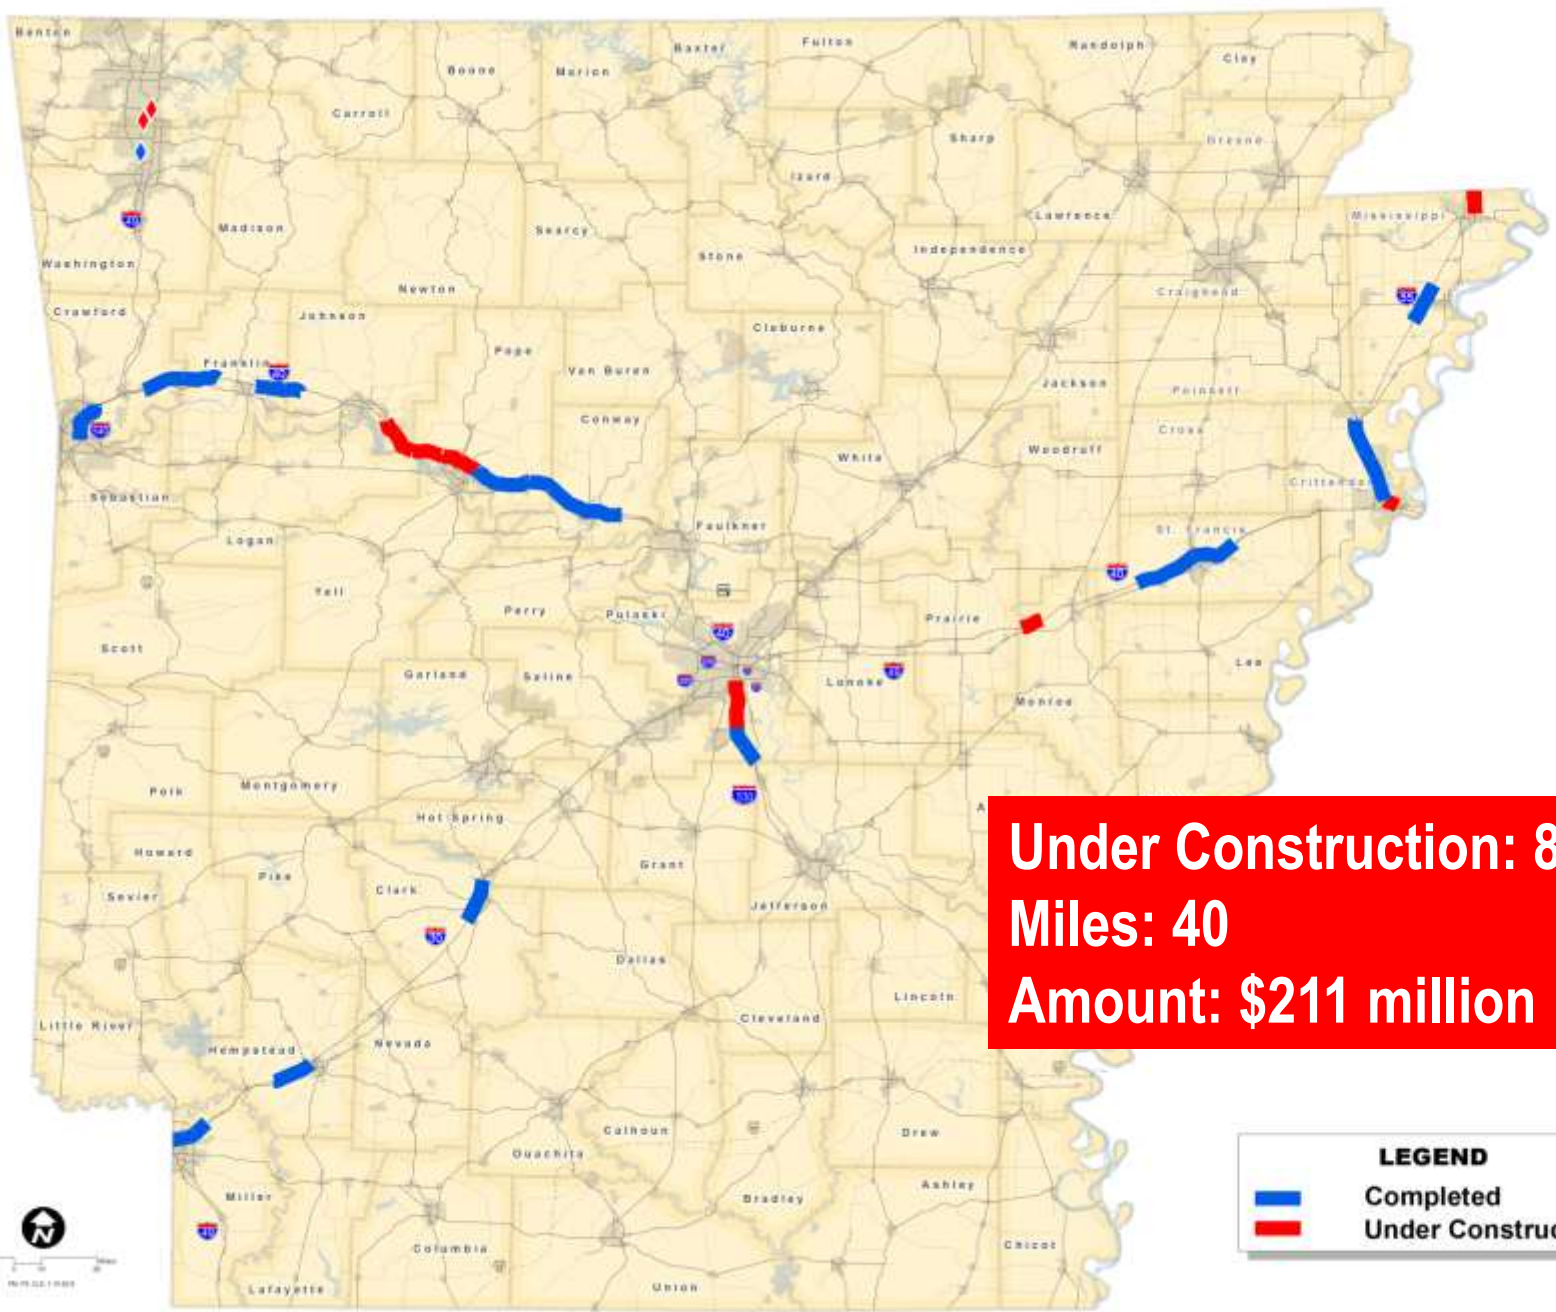 Benton
Boone
Marion
Baxter
Fulton
Randolph
Clay
Carroll
Sharp
Greene
Izard
Lawrence
Mississippi
Madison
Searcy
Stone
Independence
Washington
Newton
Craighead
Crawford
Johnson
Cleburne
Franklin
Pope
Van Buren
Jackson
Poinsett
Conway
Cross
White
Woodruff
Sebastian
Crittenden
Faulkner
St. Francis
Logan
Yell
Perry
Pulaski
Prairie
Scott
Garland
Saline
Lonoke
Lee
Monroe
Polk
Montgomery
Hot Spring
Howard
Pike
Grant
Sevier
Clark
Jefferson
Dallas
Lincoln
Little River
Cleveland
Hempstead
Nevada
Calhoun
Drew
Ouachita
Miller
Bradley
Ashley
Columbia
Chicot
Lafayette
Union
Under Construction: 8
Miles: 40
Amount: $211 million
LEGEND
Completed
Under Construc
N